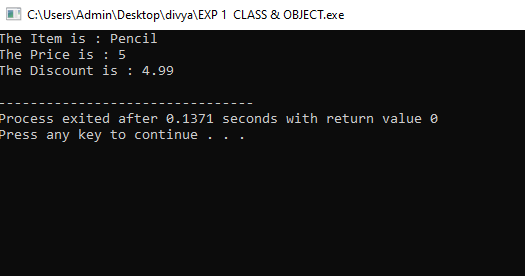 C:\Users\Admin\Desktop\divya\EXP 1  CLASS & OBJECT.exe
The Item is : Pencil
The Price is : 5
The Discount is : 4.99
--------------------------------
Process exited after 0.1371 seconds with return value 0
Press any key to continue . . .